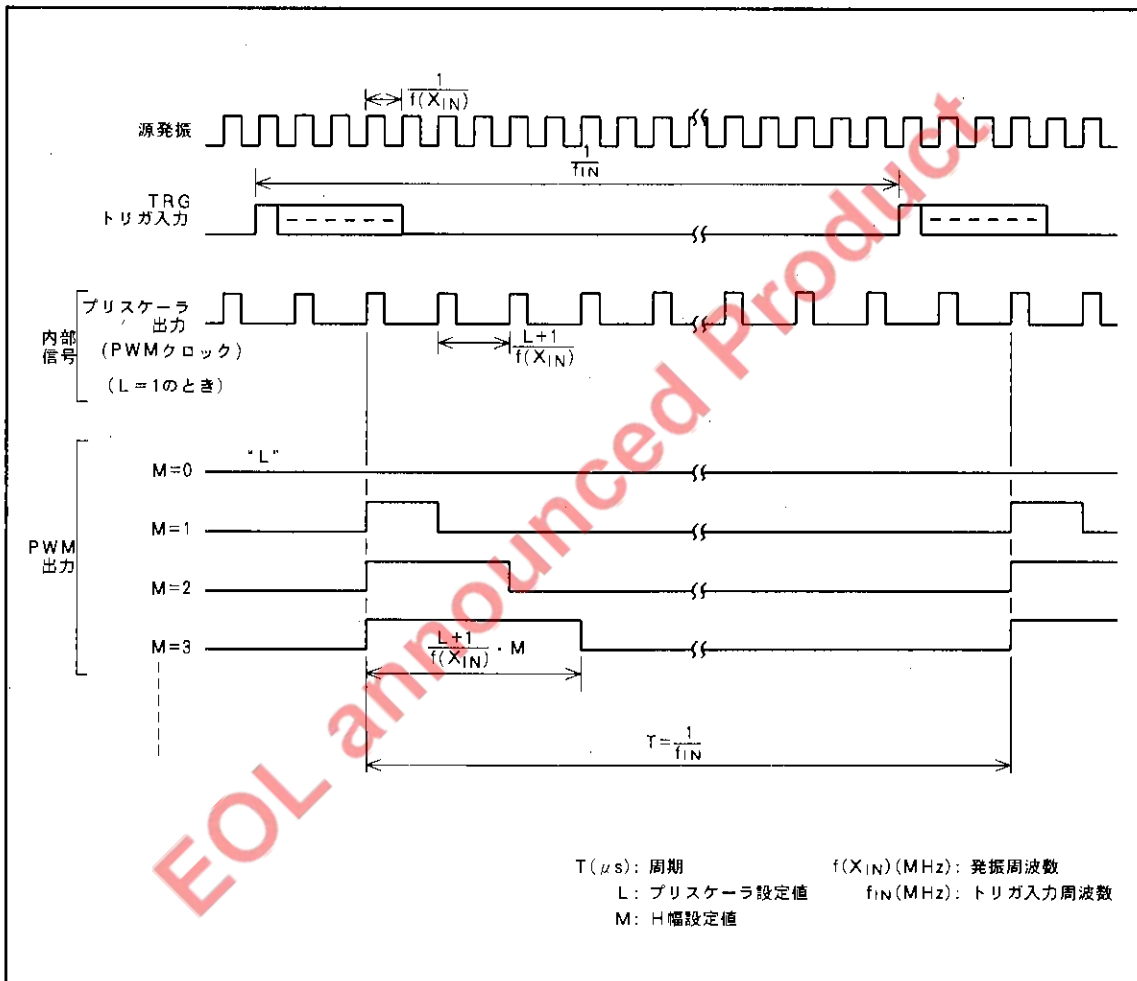 1
f(XIN)
源発振
1
fIN
TRG
トリガ入力
プリスケーラ
出力
内部
信号
(PWMクロック)
L+1
f(XIN)
(L=1のとき)
"L"
M=0
M=1
PWM
出力
M=2
M=3
L+1
f(XIN) · M
T= 1
fIN
T(μs): 周期 f(XIN)(MHz): 発振周波数
L: プリスケーラ設定値 fIN(MHz): トリガ入力周波数
M: H幅設定値
EOL announced Product